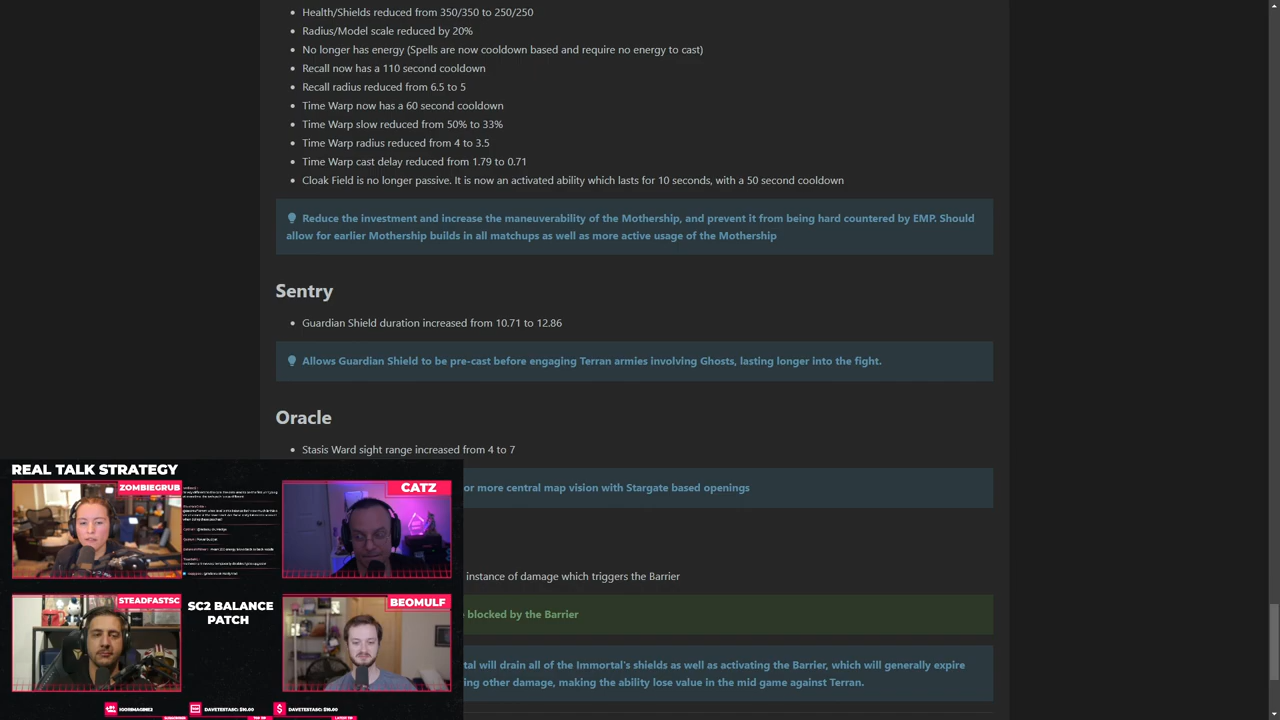 Health/Shields reduced from 350/350 to 250/250
Radius/Model scale reduced by 20%
No longer has energy (Spells are now cooldown based and require no energy to cast)
Recall now has a 110 second cooldown
Recall radius reduced from 6.5 to 5
Time Warp now has a 60 second cooldown
Time Warp slow reduced from 50% to 33%
Time Warp radius reduced from 4 to 3.5
Time Warp cast delay reduced from 1.79 to 0.71
Cloak Field is no longer passive. It is now an activated ability which lasts for 10 seconds, with a 50 second cooldown
Reduce the investment and increase the maneuverability of the Mothership, and prevent it from being hard countered by EMP. Should
allow for earlier Mothership builds in all matchups as well as more active usage of the Mothership
Sentry
Guardian Shield duration increased from 10.71 to 12.86
Allows Guardian Shield to be pre-cast before engaging Terran armies involving Ghosts, lasting longer into the fight.
Oracle
Stasis Ward sight range increased from 4 to 7
or more central map vision with Stargate based openings
instance of damage which triggers the Barrier
blocked by the Barrier
tal will drain all of the Immortal's shields as well as activating the Barrier, which will generally expire
ing other damage, making the ability lose value in the mid game against Terran.
REAL TALK STRATEGY
ZOMBIEGRUB
CATZ
STEADFASTSC
SC2 BALANCE
PATCH
BEOMULF